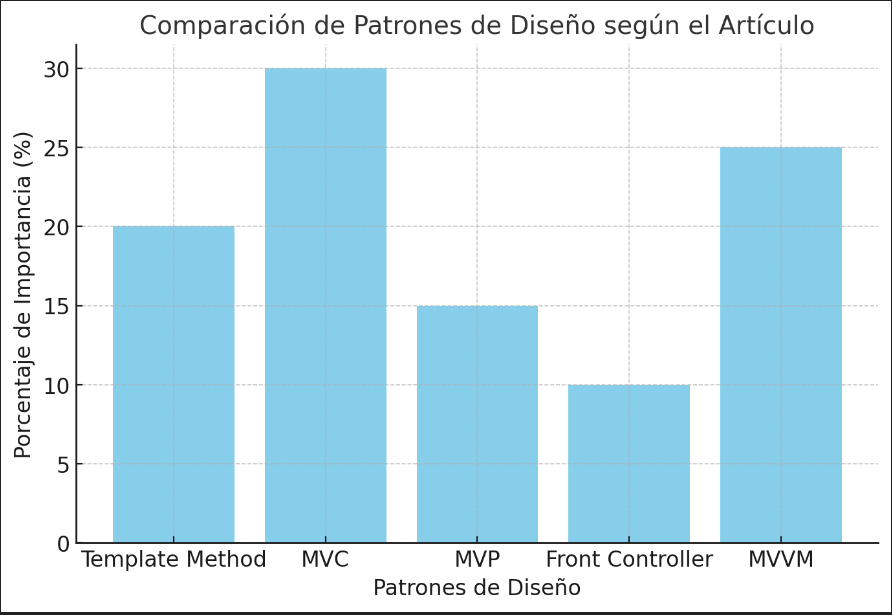 Comparación de Patrones de Diseño según el Artículo
Porcentaje de Importancia (%)
30
25
20
15
10
5
0
Template Method MVC MVP Front Controller MVVM
Patrones de Diseño